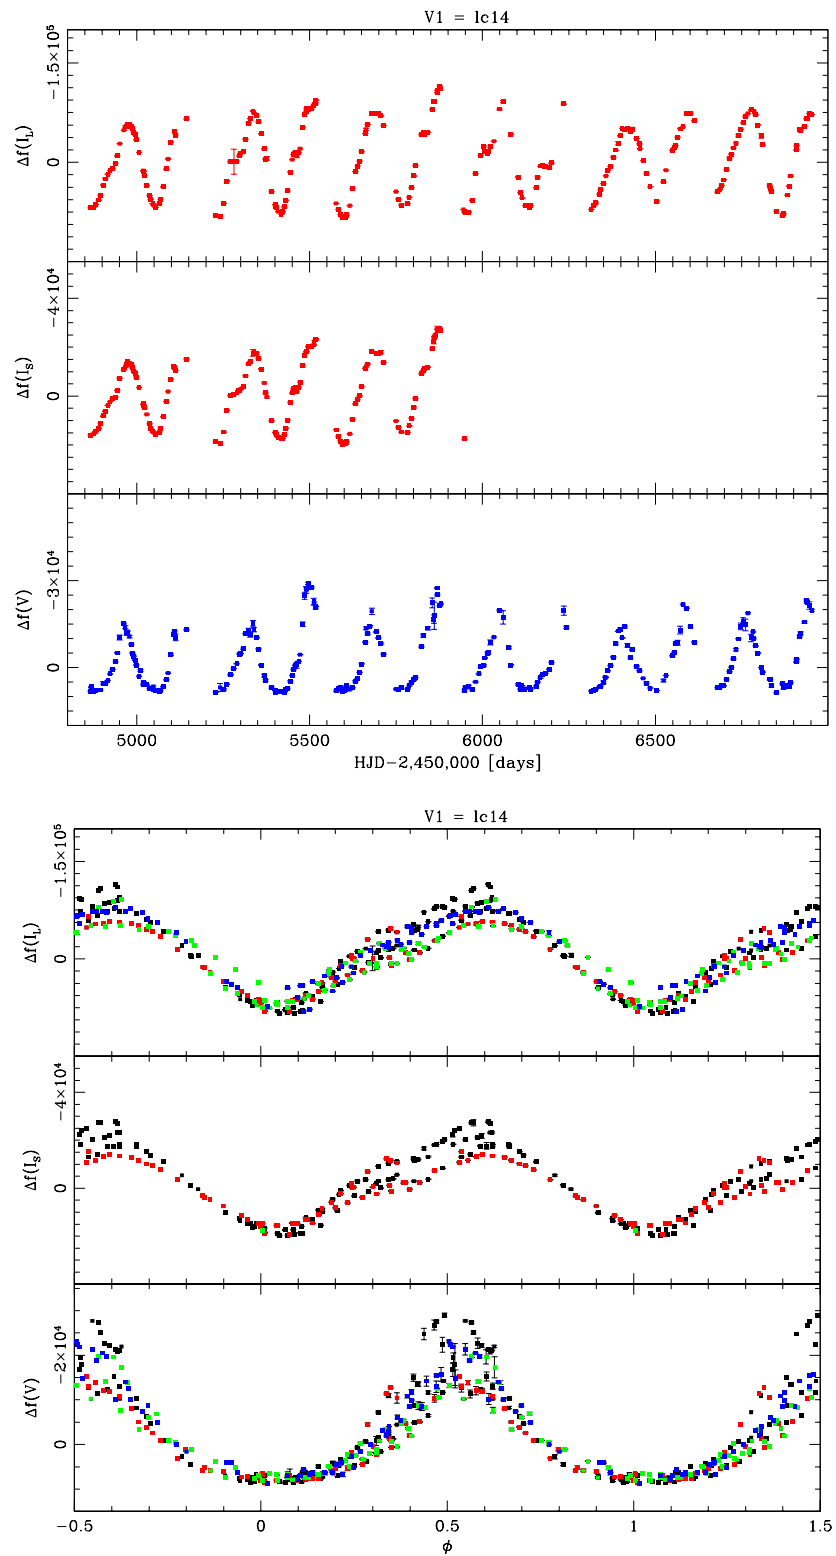 V1 = lc14
−1.5×10⁵
0
Δf(I_L)
−4×10⁴
0
Δf(I_S)
−3×10⁴
0
Δf(V)
5000 5500 6000 6500
HJD−2,450,000 [days]
V1 = lc14
−1.5×10⁵
0
Δf(I_L)
−4×10⁴
0
Δf(I_S)
−2×10⁴
0
Δf(V)
−0.5 0 0.5 1 1.5
ϕ